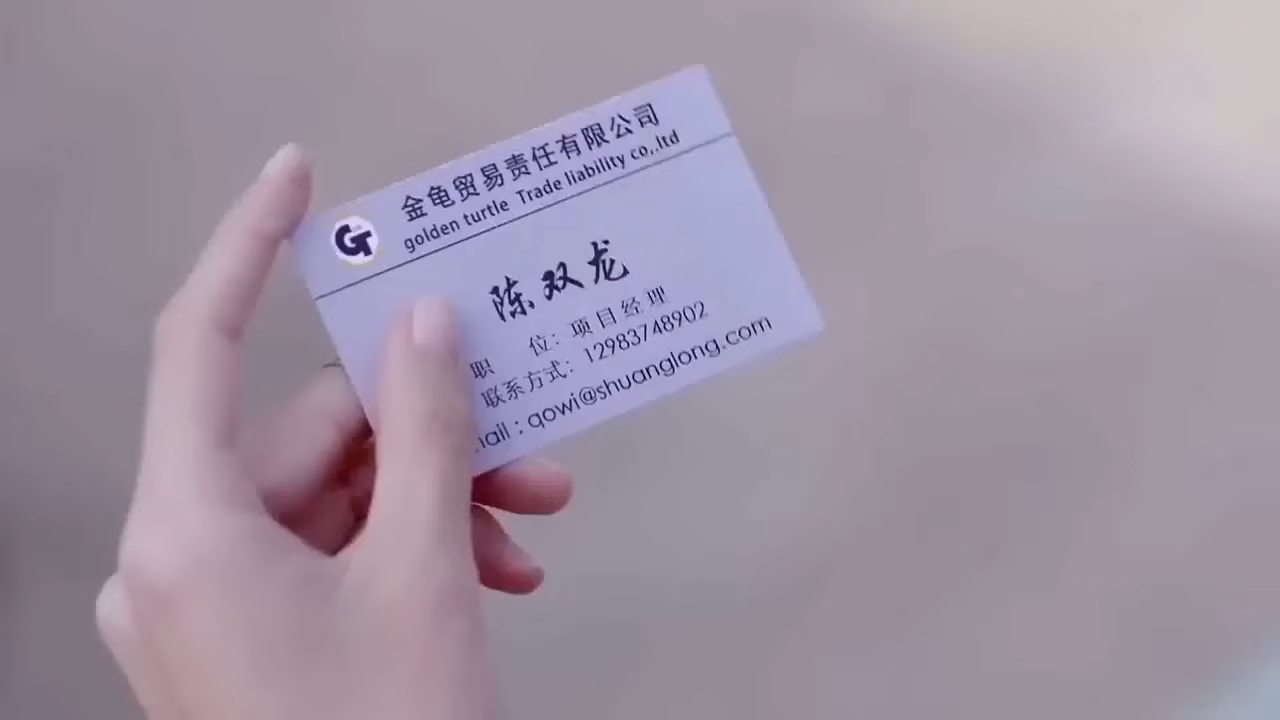 金龟贸易责任有限公司
golden turtle Trade liability co,.ltd
GT
陈双龙
职 位：项目经理
联系方式：12983748902
ail : qowi@shuanglong.com